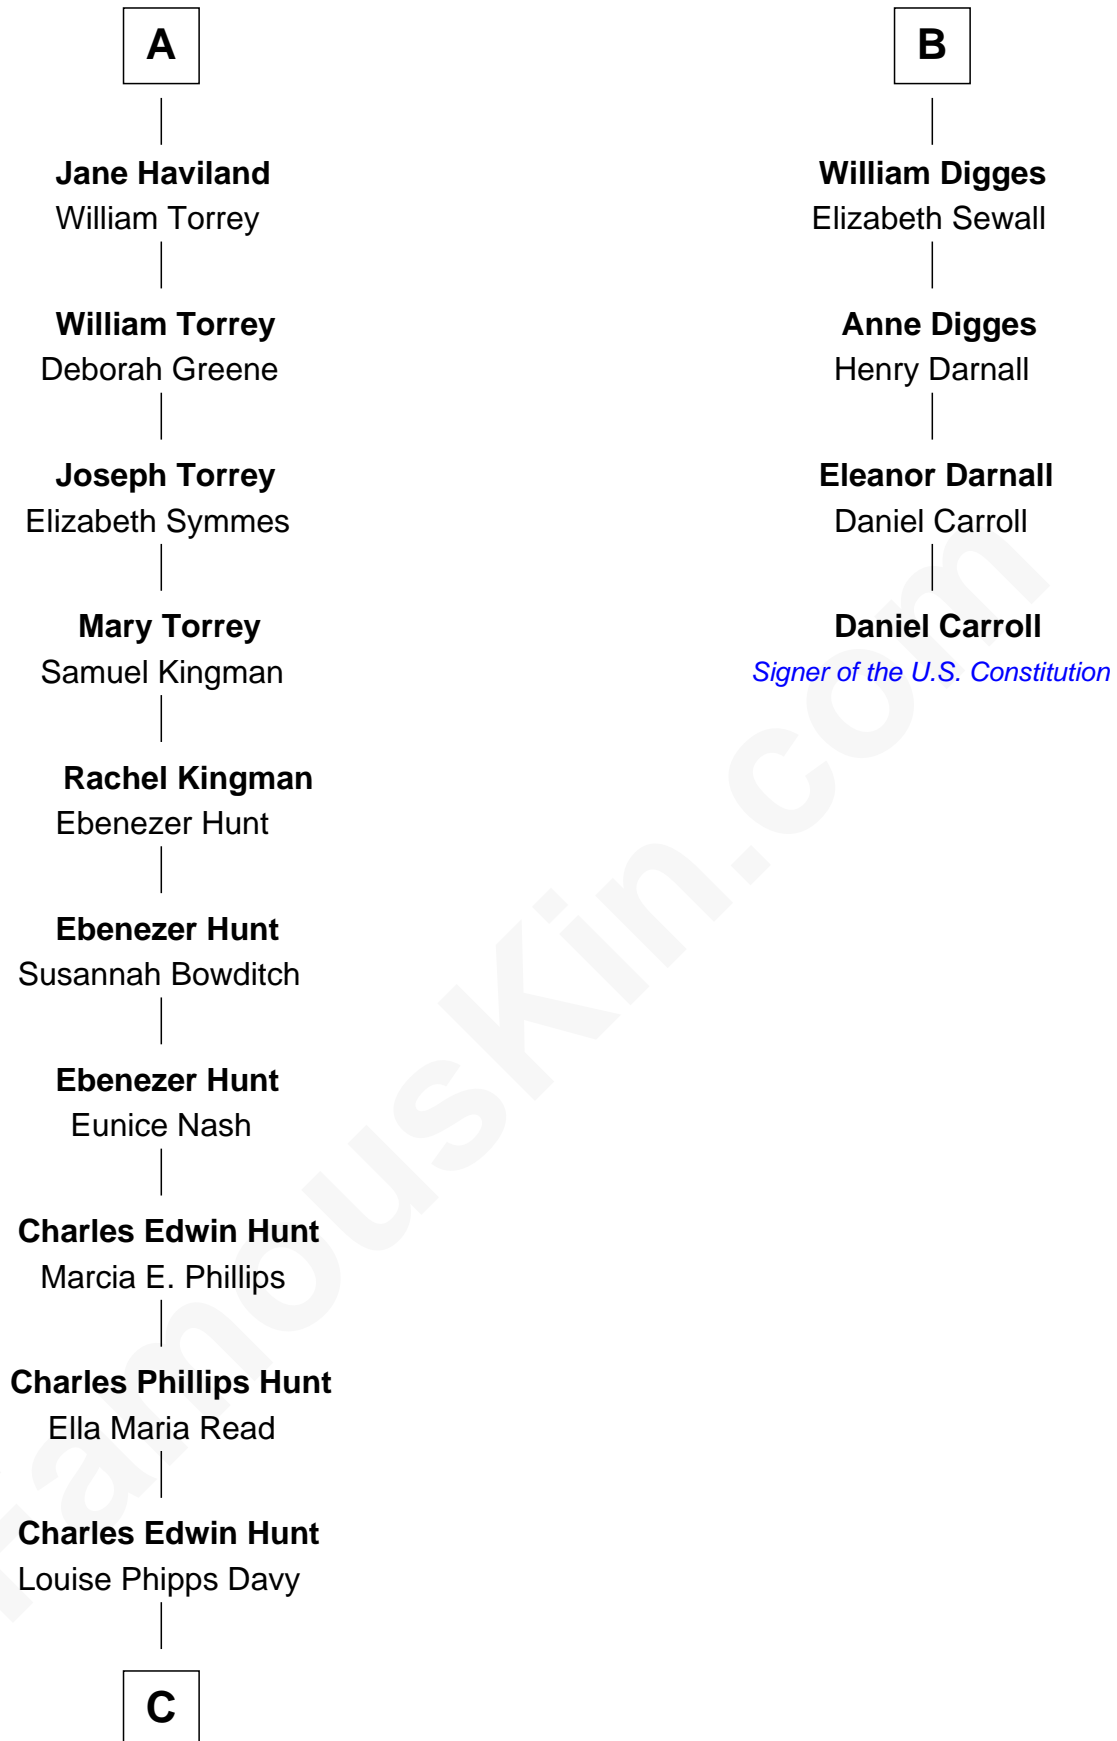 A
Jane Haviland
William Torrey
William Torrey
Deborah Greene
Joseph Torrey
Elizabeth Symmes
Mary Torrey
Samuel Kingman
Rachel Kingman
Ebenezer Hunt
Ebenezer Hunt
Susannah Bowditch
Ebenezer Hunt
Eunice Nash
Charles Edwin Hunt
Marcia E. Phillips
Charles Phillips Hunt
Ella Maria Read
Charles Edwin Hunt
Louise Phipps Davy
C
B
William Digges
Elizabeth Sewall
Anne Digges
Henry Darnall
Eleanor Darnall
Daniel Carroll
Daniel Carroll
Signer of the U.S. Constitution
FamousKin.com